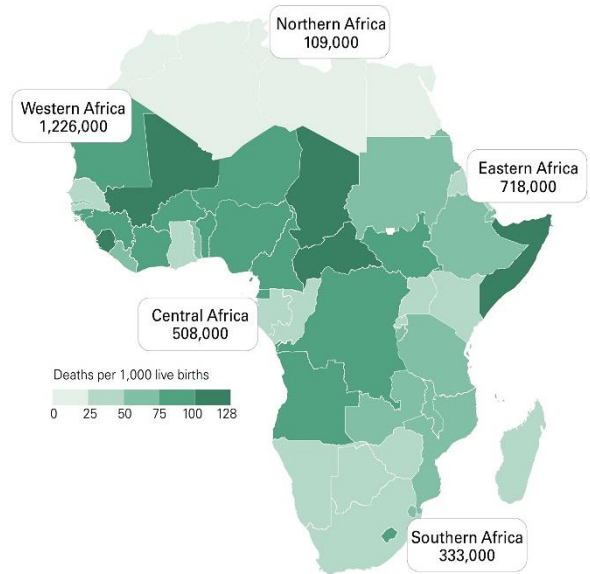 Northern Africa
109,000
Western Africa
1,226,000
Eastern Africa
718,000
Central Africa
508,000
Deaths per 1,000 live births
0 25 50 75 100 128
Southern Africa
333,000